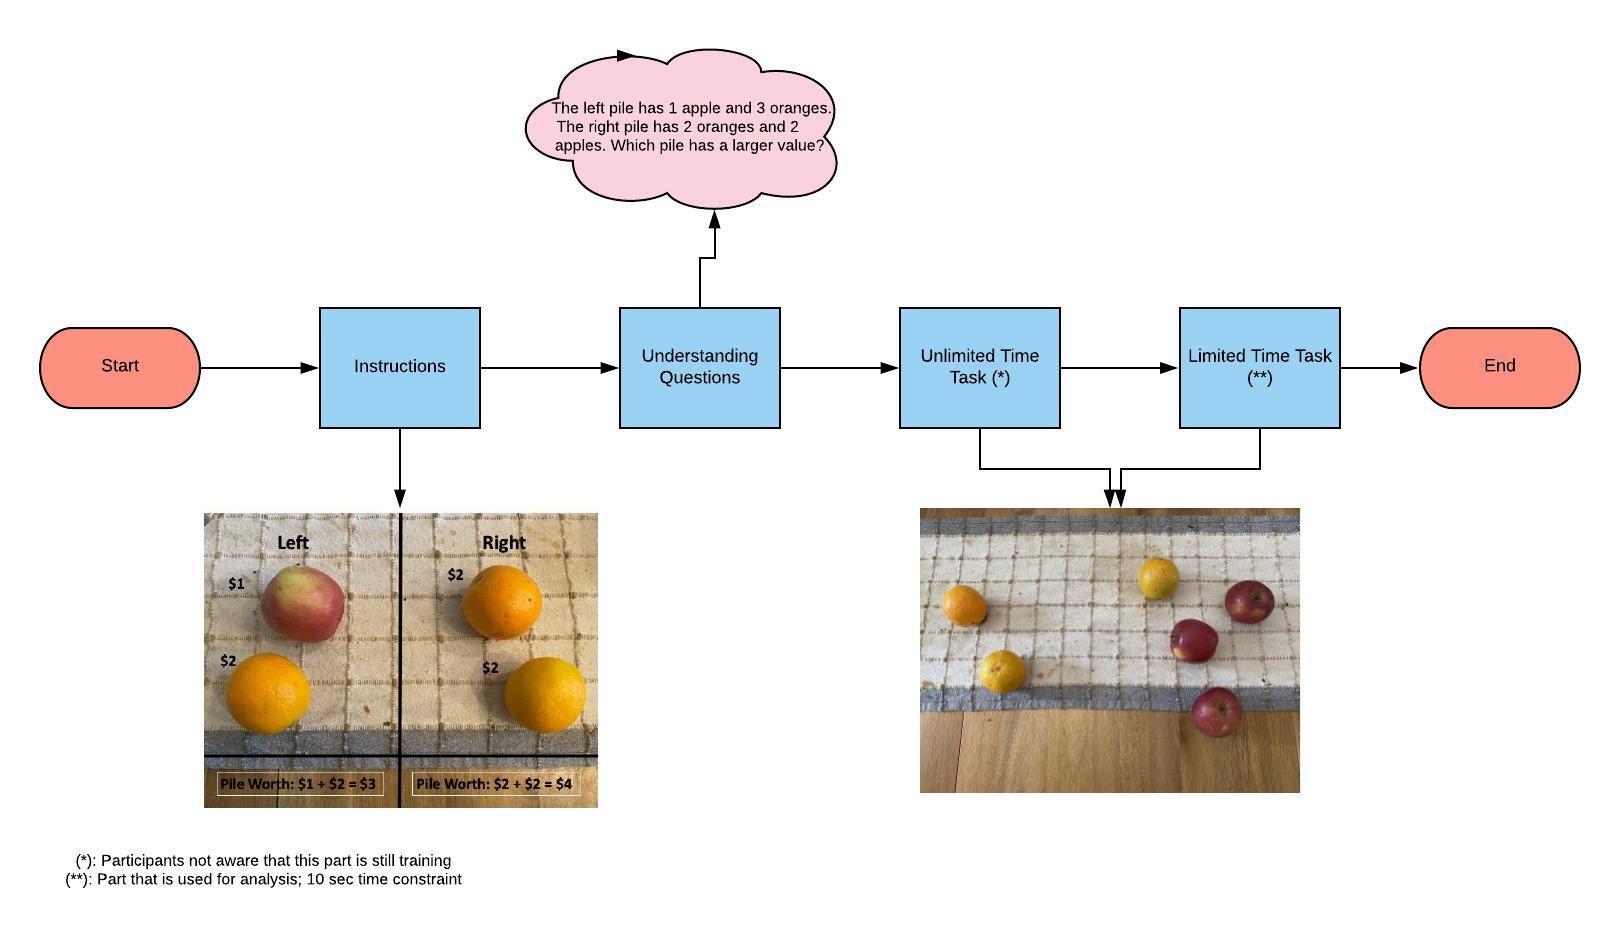 The left pile has 1 apple and 3 oranges.
The right pile has 2 oranges and 2
apples. Which pile has a larger value?
Start
Instructions
Understanding
Questions
Unlimited Time
Task (*)
Limited Time Task
(**)
End
Left
Right
$1
$2
$2
$2
Pile Worth: $1 + $2 = $3
Pile Worth: $2 + $2 = $4
(*): Participants not aware that this part is still training
(**): Part that is used for analysis; 10 sec time constraint